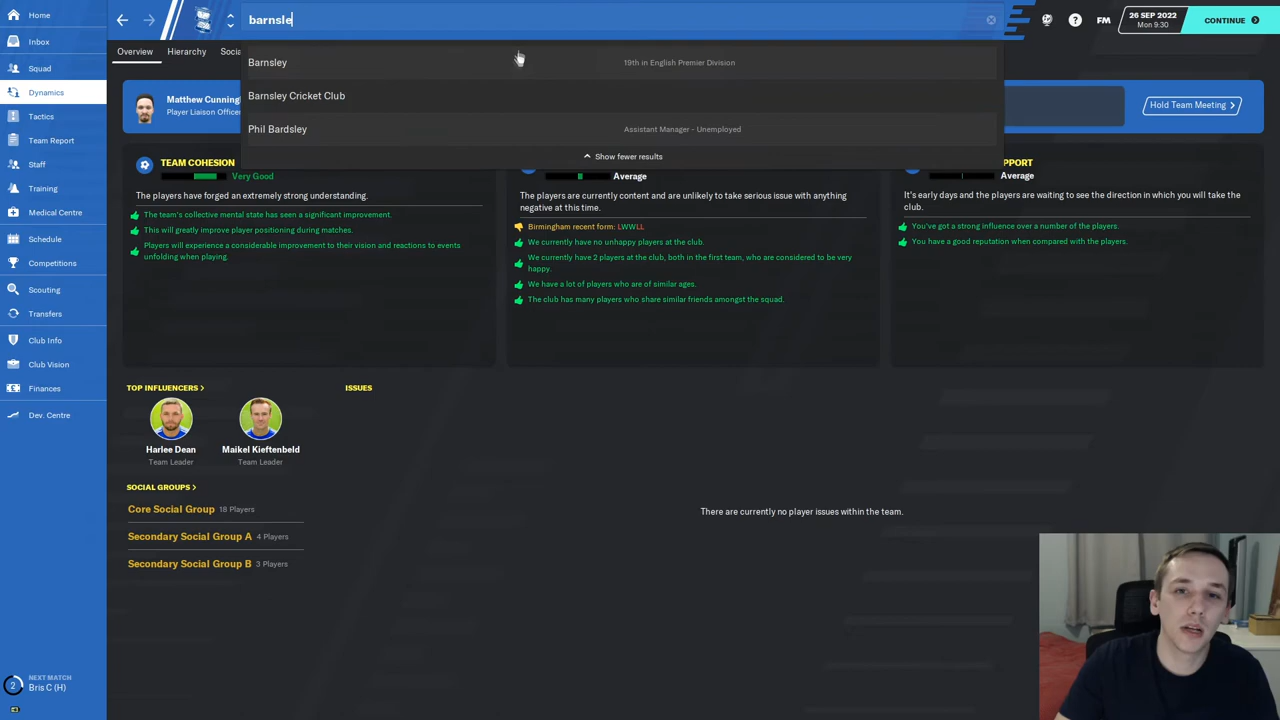 Home
barnsle
FM
26 SEP 2022
Mon 9:30
CONTINUE
Inbox
Squad
Dynamics
Tactics
Team Report
Staff
Training
Medical Centre
Schedule
Competitions
Scouting
Transfers
Club Info
Club Vision
Finances
Dev. Centre
NEXT MATCH
2
Bris C (H)
Overview
Hierarchy
Barnsley
19th in English Premier Division
Barnsley Cricket Club
Phil Bardsley
Assistant Manager - Unemployed
Show fewer results
Player Liaison Officer
Hold Team Meeting
TEAM COHESION
Very Good
The players have forged an extremely strong understanding.
The team's collective mental state has seen a significant improvement.
This will greatly improve player positioning during matches.
Players will experience a considerable improvement to their vision and reactions to events
unfolding when playing.
Average
The players are currently content and are unlikely to take serious issue with anything
negative at this time.
Birmingham recent form: LWWLL
We currently have no unhappy players at the club.
We currently have 2 players at the club, both in the first team, who are considered to be very
happy.
We have a lot of players who are of similar ages.
The club has many players who share similar friends amongst the squad.
Average
It's early days and the players are waiting to see the direction in which you will take the
club.
You've got a strong influence over a number of the players.
You have a good reputation when compared with the players.
TOP INFLUENCERS
Harlee Dean
Team Leader
Maikel Kieftenbeld
Team Leader
ISSUES
There are currently no player issues within the team.
SOCIAL GROUPS
Core Social Group 18 Players
Secondary Social Group A 4 Players
Secondary Social Group B 3 Players